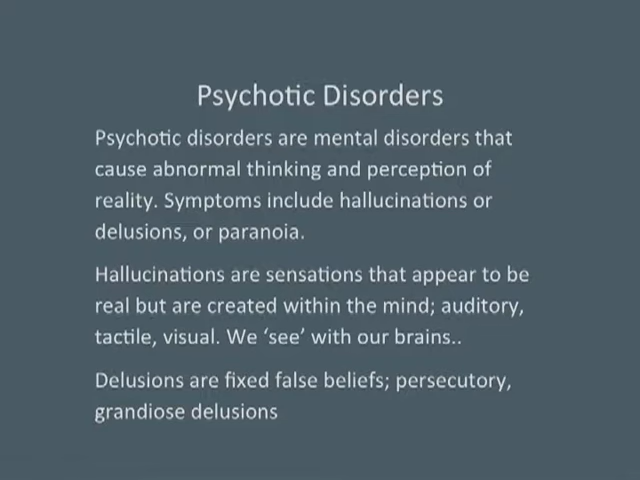 Psychotic Disorders
Psychotic disorders are mental disorders that
cause abnormal thinking and perception of
reality. Symptoms include hallucinations or
delusions, or paranoia.
Hallucinations are sensations that appear to be
real but are created within the mind; auditory,
tactile, visual. We ‘see’ with our brains..
Delusions are fixed false beliefs; persecutory,
grandiose delusions